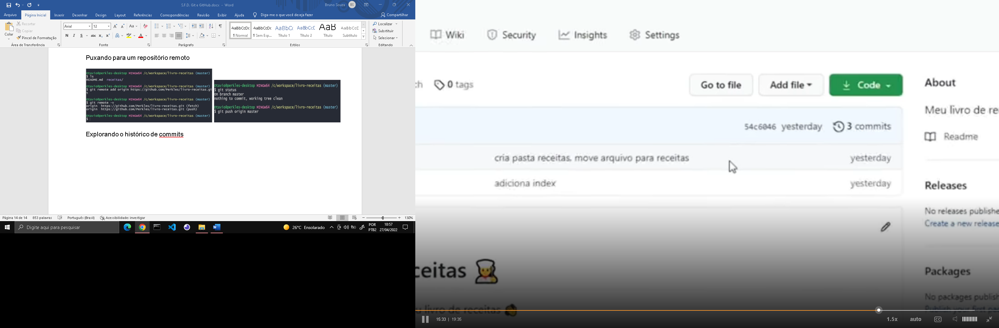 S.F.D. Git e GitHub.docx - Word
Bruno Souza
BS
Arquivo
Página Inicial
Inserir
Desenhar
Design
Layout
Referências
Correspondências
Revisão
Exibir
Ajuda
Diga-me o que você deseja fazer
Compartilhar
Colar
Recortar
Copiar
Pincel de Formatação
Área de Transferência
Arial
12
Fonte
Parágrafo
AaBbCcDc
¶ Normal
AaBbCcDc
¶ Sem Esp...
AaBbC(
Título 1
AaBbCcE
Título 2
AaB
Título
AaBbCcD
Subtítulo
Estilos
Localizar
Substituir
Selecionar
Editando
Puxando para um repositório remoto
Otavio@perkles-desktop MINGW64 /c/workspace/livro-receitas (master)
$ ls
README.md receitas/
Otavio@perkles-desktop MINGW64 /c/workspace/livro-receitas (master)
$ git remote add origin https://github.com/Perkles/livro-receitas.gi
t
Otavio@perkles-desktop MINGW64 /c/workspace/livro-receitas (master)
$ git remote -v
origin https://github.com/Perkles/livro-receitas.git (fetch)
origin https://github.com/Perkles/livro-receitas.git (push)
Otavio@perkles-desktop MINGW64 /c/workspace/livro-receitas (master)
$
Otavio@perkles-desktop MINGW64 /c/workspace/livro-receitas (master)
$ git status
On branch master
nothing to commit, working tree clean
Otavio@perkles-desktop MINGW64 /c/workspace/livro-receitas (master)
$ git push origin master
Explorando o histórico de commits
Página 14 de 14
853 palavras
Português (Brasil)
Acessibilidade: investigar
130%
Digite aqui para pesquisar
26°C Ensolarado
POR
PTB2
10:57
27/04/2022
Wiki
Security
Insights
Settings
ch
0 tags
Go to file
Add file
Code
About
Meu livro de re
54c6046 yesterday
3 commits
Readme
cria pasta receitas, move arquivo para receitas
yesterday
adiciona index
yesterday
Releases
No releases publishe
Create a new release
ceitas
Packages
No packages publish
Publish your first pac
u livro de receitas
15:33 | 19:35
1.5x
auto
CC